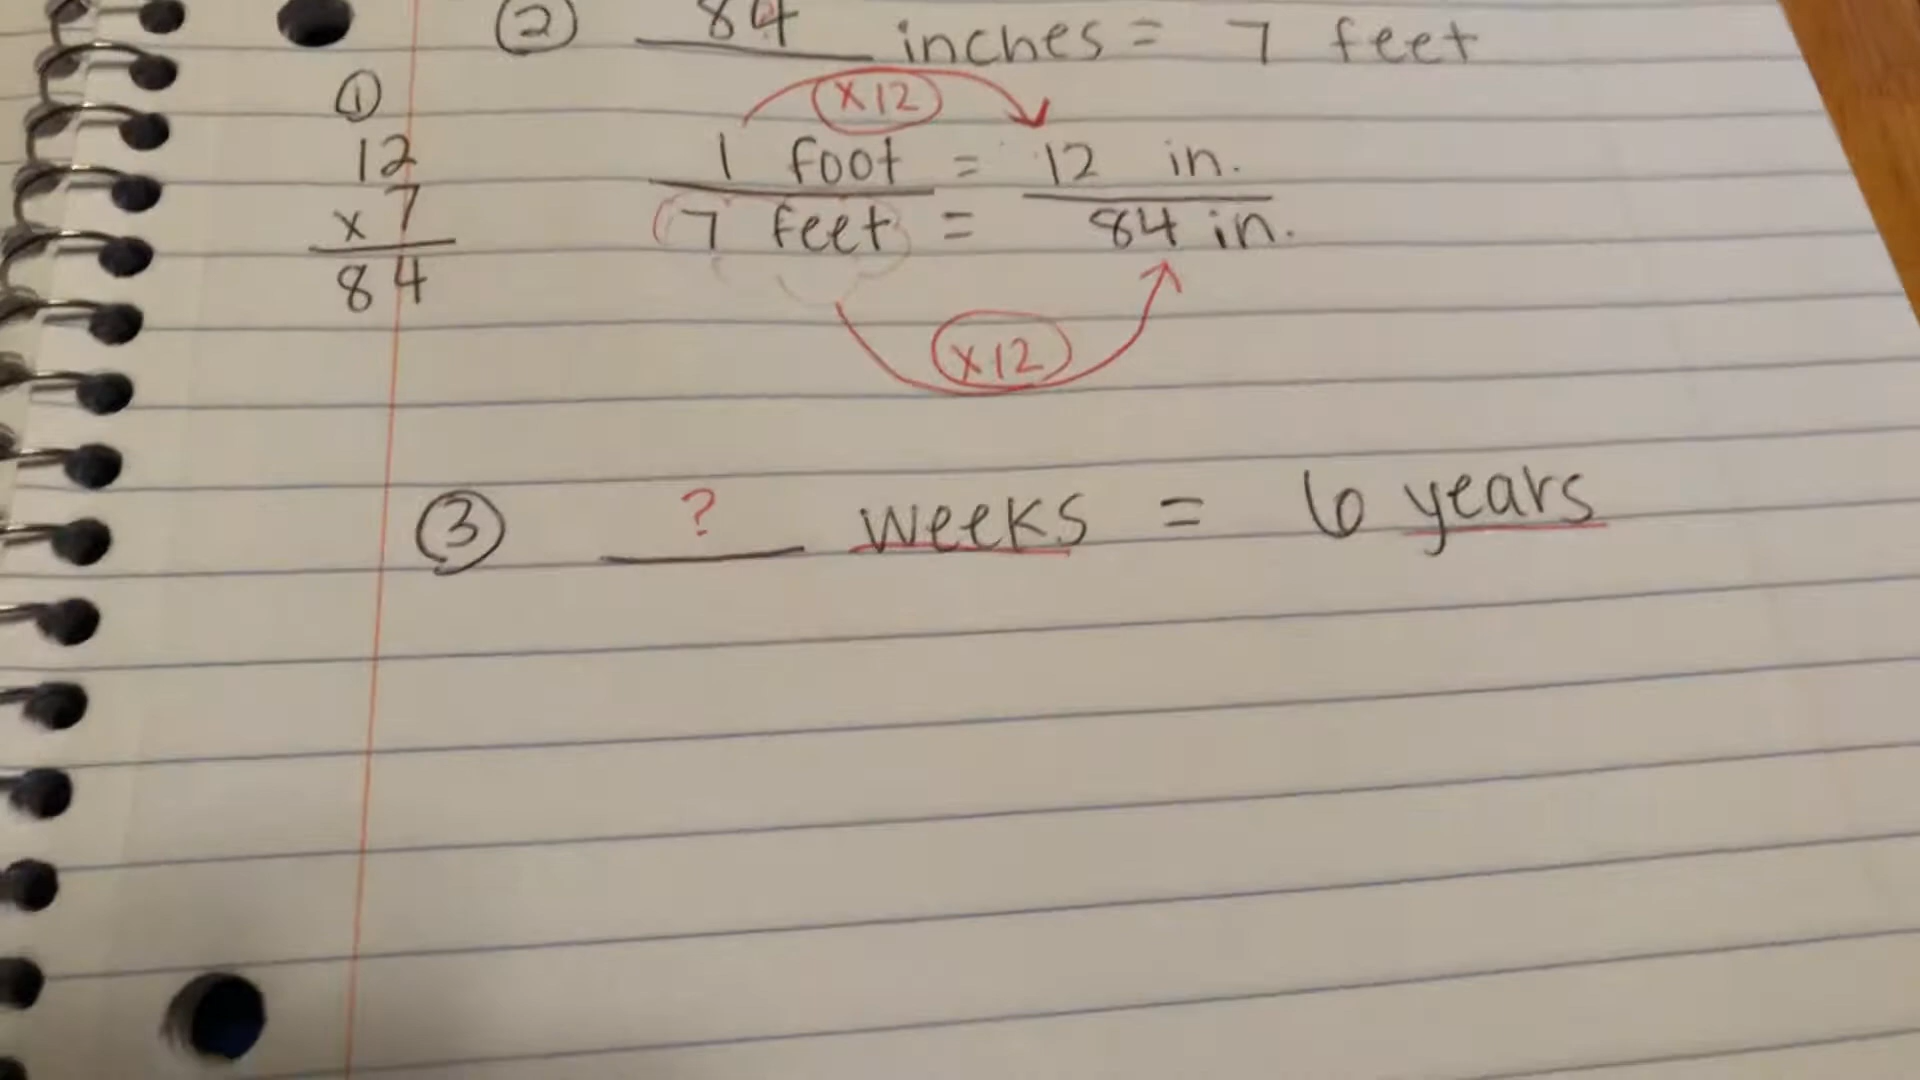 ② 84 inches = 7 feet
①
12
x 7
84
x12
1 foot = 12 in.
7 feet = 84 in.
x12
③ ? weeks = 6 years